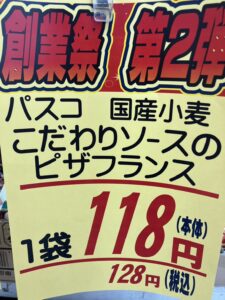 創業祭 第2弾
パスコ 国産小麦
こだわりソースの
ピザフランス
1袋 118円(本体)
128円(税込)